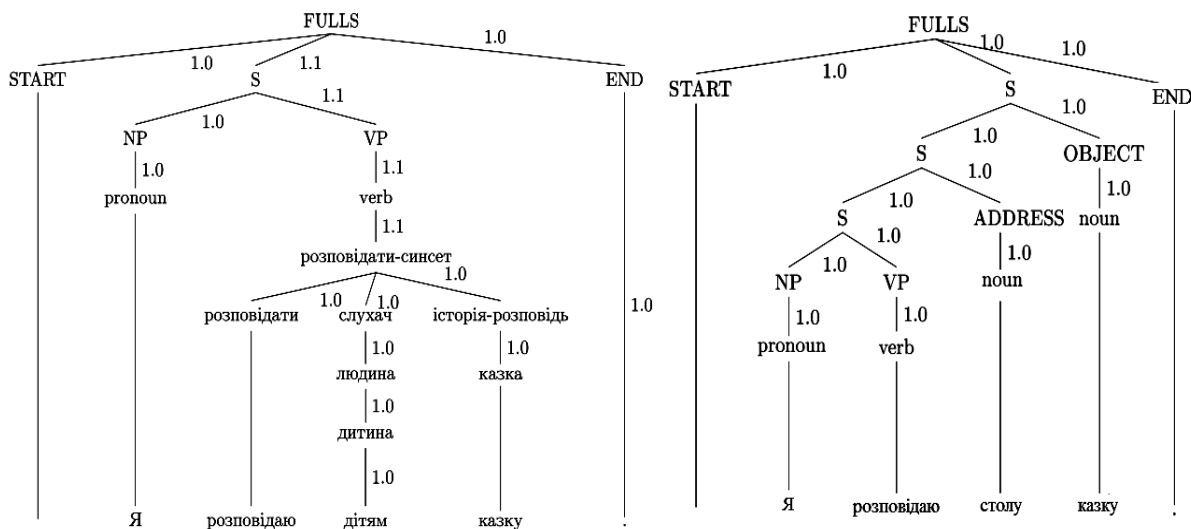 FULLS
1.0
1.0
1.1
START
S
END
1.1
1.0
NP
VP
1.0
1.1
pronoun
verb
1.1
розповідати-синсет
1.0
1.0
1.0
1.0
розповідати
слухач
історія-розповідь
1.0
1.0
людина
казка
1.0
дитина
1.0
Я
розповідаю
дітям
казку
.
FULLS
1.0
1.0
1.0
START
S
END
1.0
1.0
S
OBJECT
1.0
1.0
1.0
S
ADDRESS
noun
1.0
1.0
1.0
NP
VP
noun
1.0
1.0
pronoun
verb
Я
розповідаю
столу
казку
.